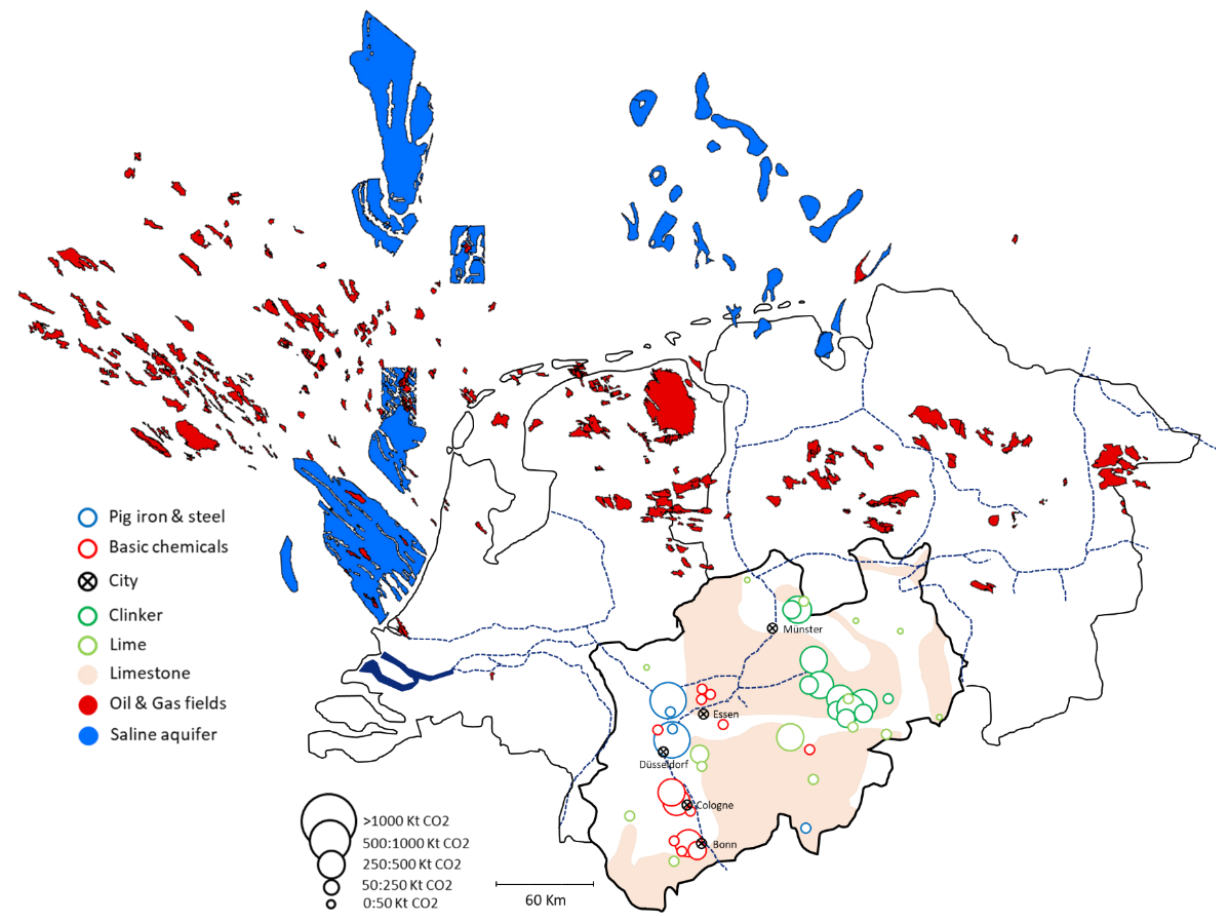 Pig iron & steel
Basic chemicals
City
Clinker
Lime
Limestone
Oil & Gas fields
Saline aquifer
Münster
Essen
Düsseldorf
Cologne
Bonn
>1000 Kt CO2
500:1000 Kt CO2
250:500 Kt CO2
50:250 Kt CO2
0:50 Kt CO2
60 Km